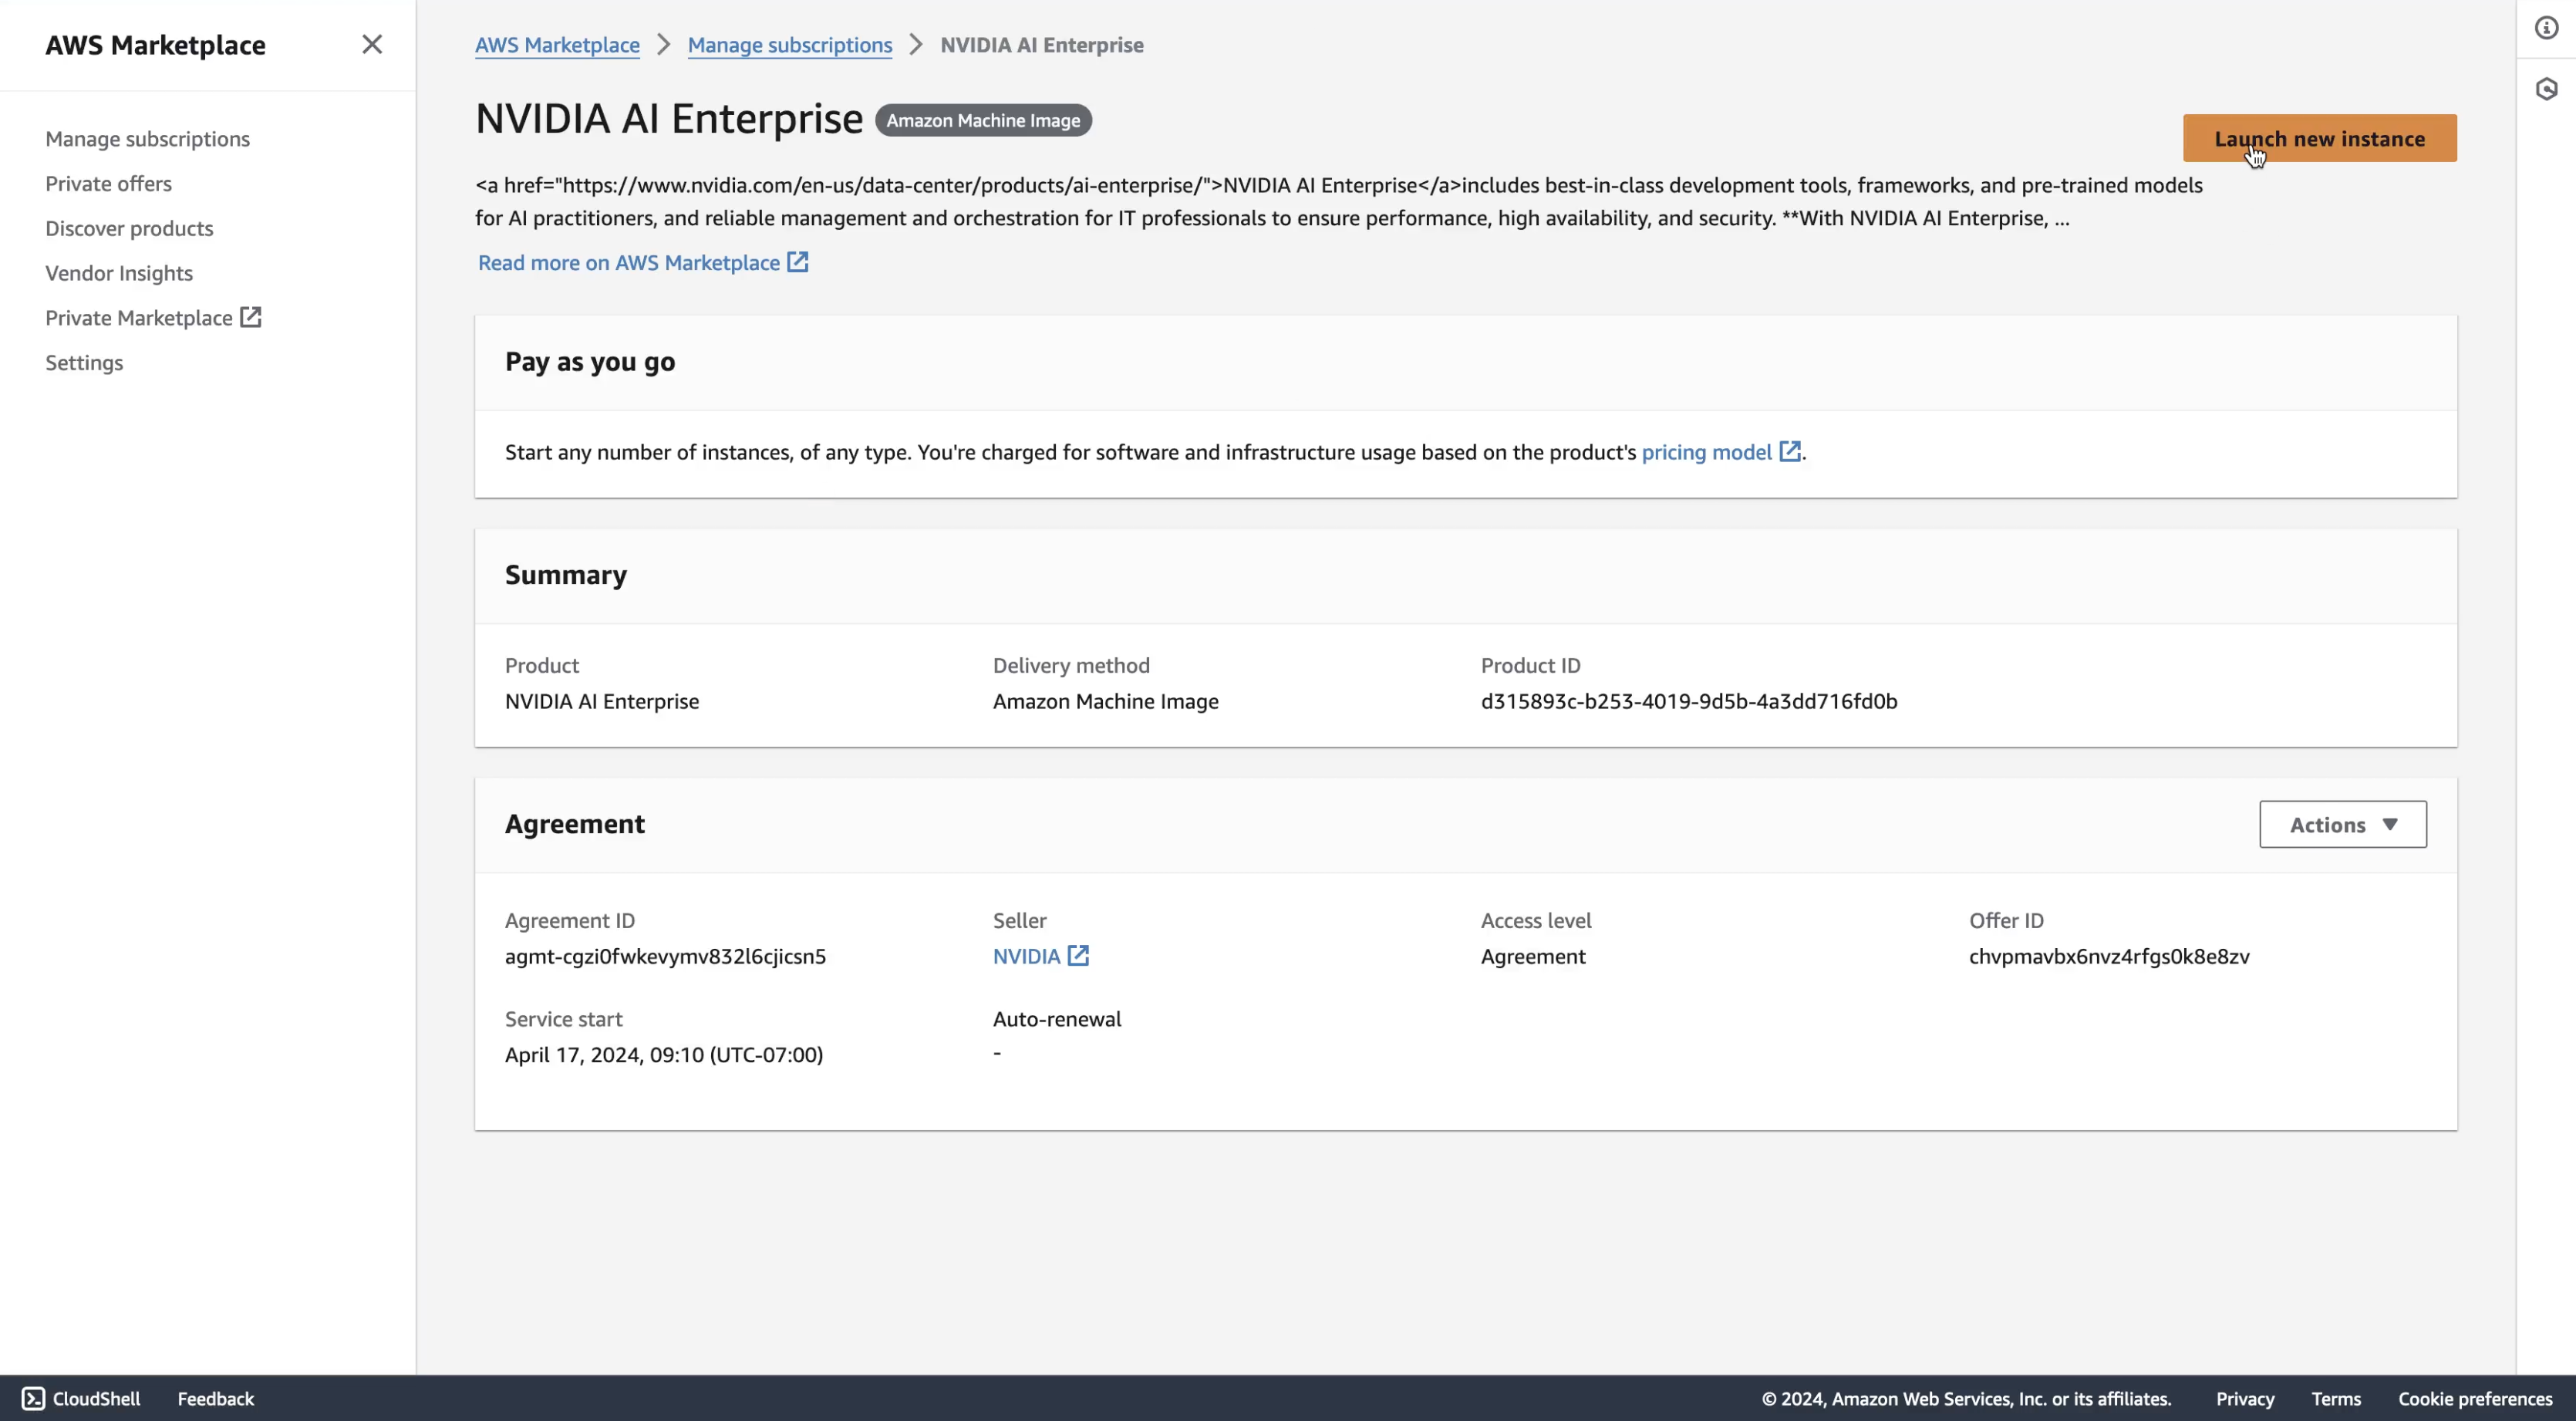 AWS Marketplace
Manage subscriptions
Private offers
Discover products
Vendor Insights
Private Marketplace
Settings
AWS Marketplace > Manage subscriptions > NVIDIA AI Enterprise
NVIDIA AI Enterprise Amazon Machine Image
Launch new instance
<a href="https://www.nvidia.com/en-us/data-center/products/ai-enterprise/">NVIDIA AI Enterprise</a>includes best-in-class development tools, frameworks, and pre-trained models
for AI practitioners, and reliable management and orchestration for IT professionals to ensure performance, high availability, and security. **With NVIDIA AI Enterprise, ...
Read more on AWS Marketplace
Pay as you go
Start any number of instances, of any type. You're charged for software and infrastructure usage based on the product's pricing model.
Summary
Product
NVIDIA AI Enterprise
Delivery method
Amazon Machine Image
Product ID
d315893c-b253-4019-9d5b-4a3dd716fd0b
Agreement
Actions
Agreement ID
agmt-cgzi0fwkevymv832l6cjicsn5
Seller
NVIDIA
Access level
Agreement
Offer ID
chvpmavbx6nvz4rfgs0k8e8zv
Service start
April 17, 2024, 09:10 (UTC-07:00)
Auto-renewal
-
CloudShell Feedback © 2024, Amazon Web Services, Inc. or its affiliates. Privacy Terms Cookie preferences